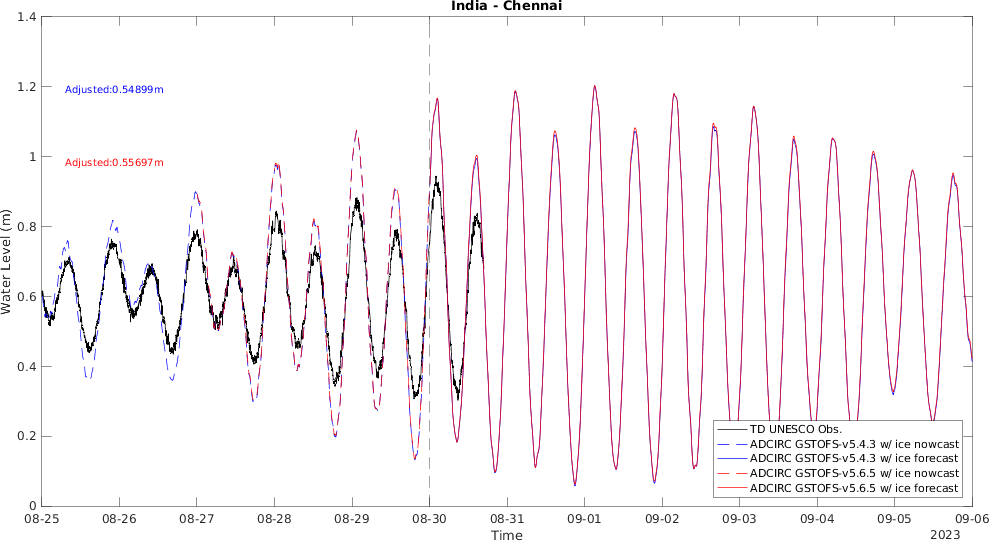 India - Chennai
1.4
1.2
1
0.8
0.6
0.4
0.2
0
Water Level (m)
Adjusted:0.54899m
Adjusted:0.55697m
TD UNESCO Obs.
ADCIRC GSTOFS-v5.4.3 w/ ice nowcast
ADCIRC GSTOFS-v5.4.3 w/ ice forecast
ADCIRC GSTOFS-v5.6.5 w/ ice nowcast
ADCIRC GSTOFS-v5.6.5 w/ ice forecast
08-25 08-26 08-27 08-28 08-29 08-30 08-31 09-01 09-02 09-03 09-04 09-05 09-06
Time
2023